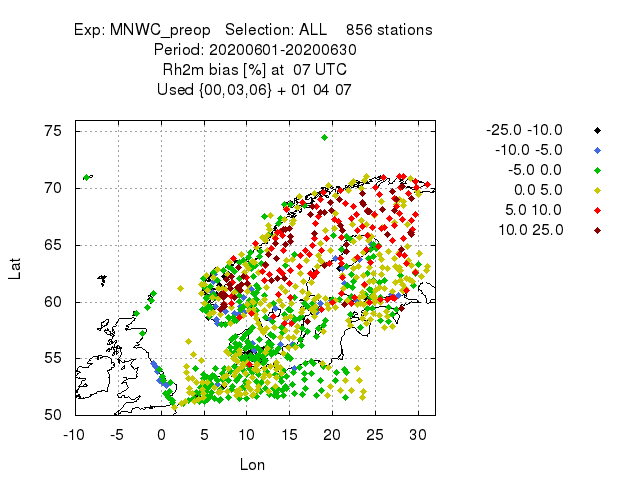 Exp: MNWC_preop   Selection: ALL    856 stations
Period: 20200601-20200630
Rh2m bias [%] at  07 UTC
Used {00,03,06} + 01 04 07
75
70
65
60
55
50
Lat
-10 -5 0 5 10 15 20 25 30
Lon
-25.0 -10.0
-10.0 -5.0
-5.0 0.0
0.0 5.0
5.0 10.0
10.0 25.0